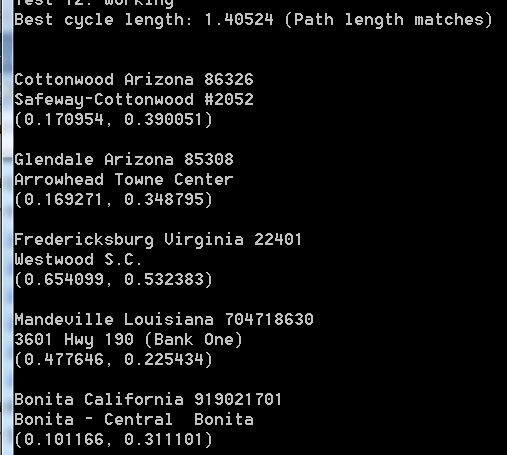 Test 12: working
Best cycle length: 1.40524 (Path length matches)
Cottonwood Arizona 86326
Safeway-Cottonwood #2052
(0.170954, 0.390051)
Glendale Arizona 85308
Arrowhead Towne Center
(0.169271, 0.348795)
Fredericksburg Virginia 22401
Westwood S.C.
(0.654099, 0.532383)
Mandeville Louisiana 704718630
3601 Hwy 190 (Bank One)
(0.477646, 0.225434)
Bonita California 919021701
Bonita - Central  Bonita
(0.101166, 0.311101)